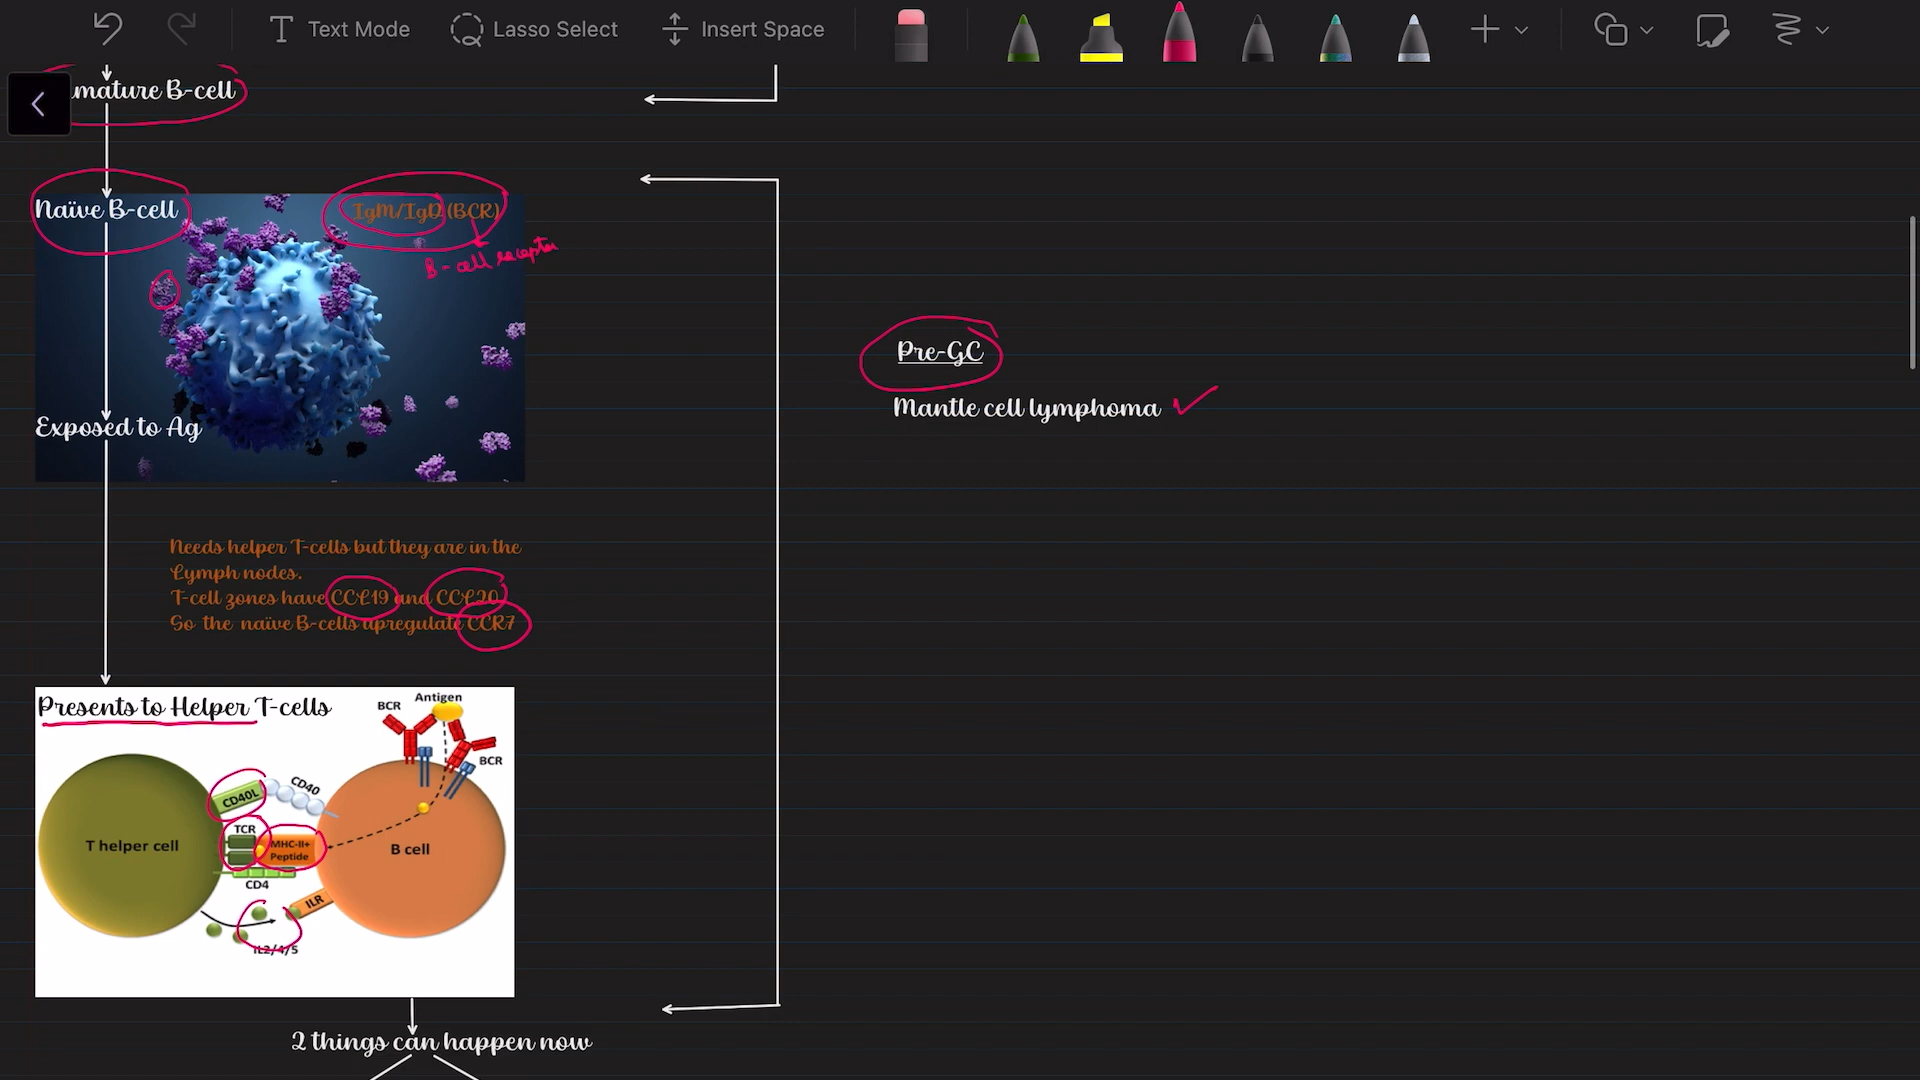 Text Mode
Lasso Select
Insert Space
mature B-cell
Naïve B-cell
IgM/IgD (BCR)
B-cell receptor
Exposed to Ag
Pre-GC
Mantle cell lymphoma
Needs helper T-cells but they are in the
Lymph nodes.
T-cell zones have CCL19 and CCL20
So the naïve B-cells upregulate CCR7
Presents to Helper T-cells
Antigen
BCR
BCR
CD40L
CD40
TCR
MHC-II+
Peptide
T helper cell
B cell
CD4
ILR
IL2/4/5
2 things can happen now